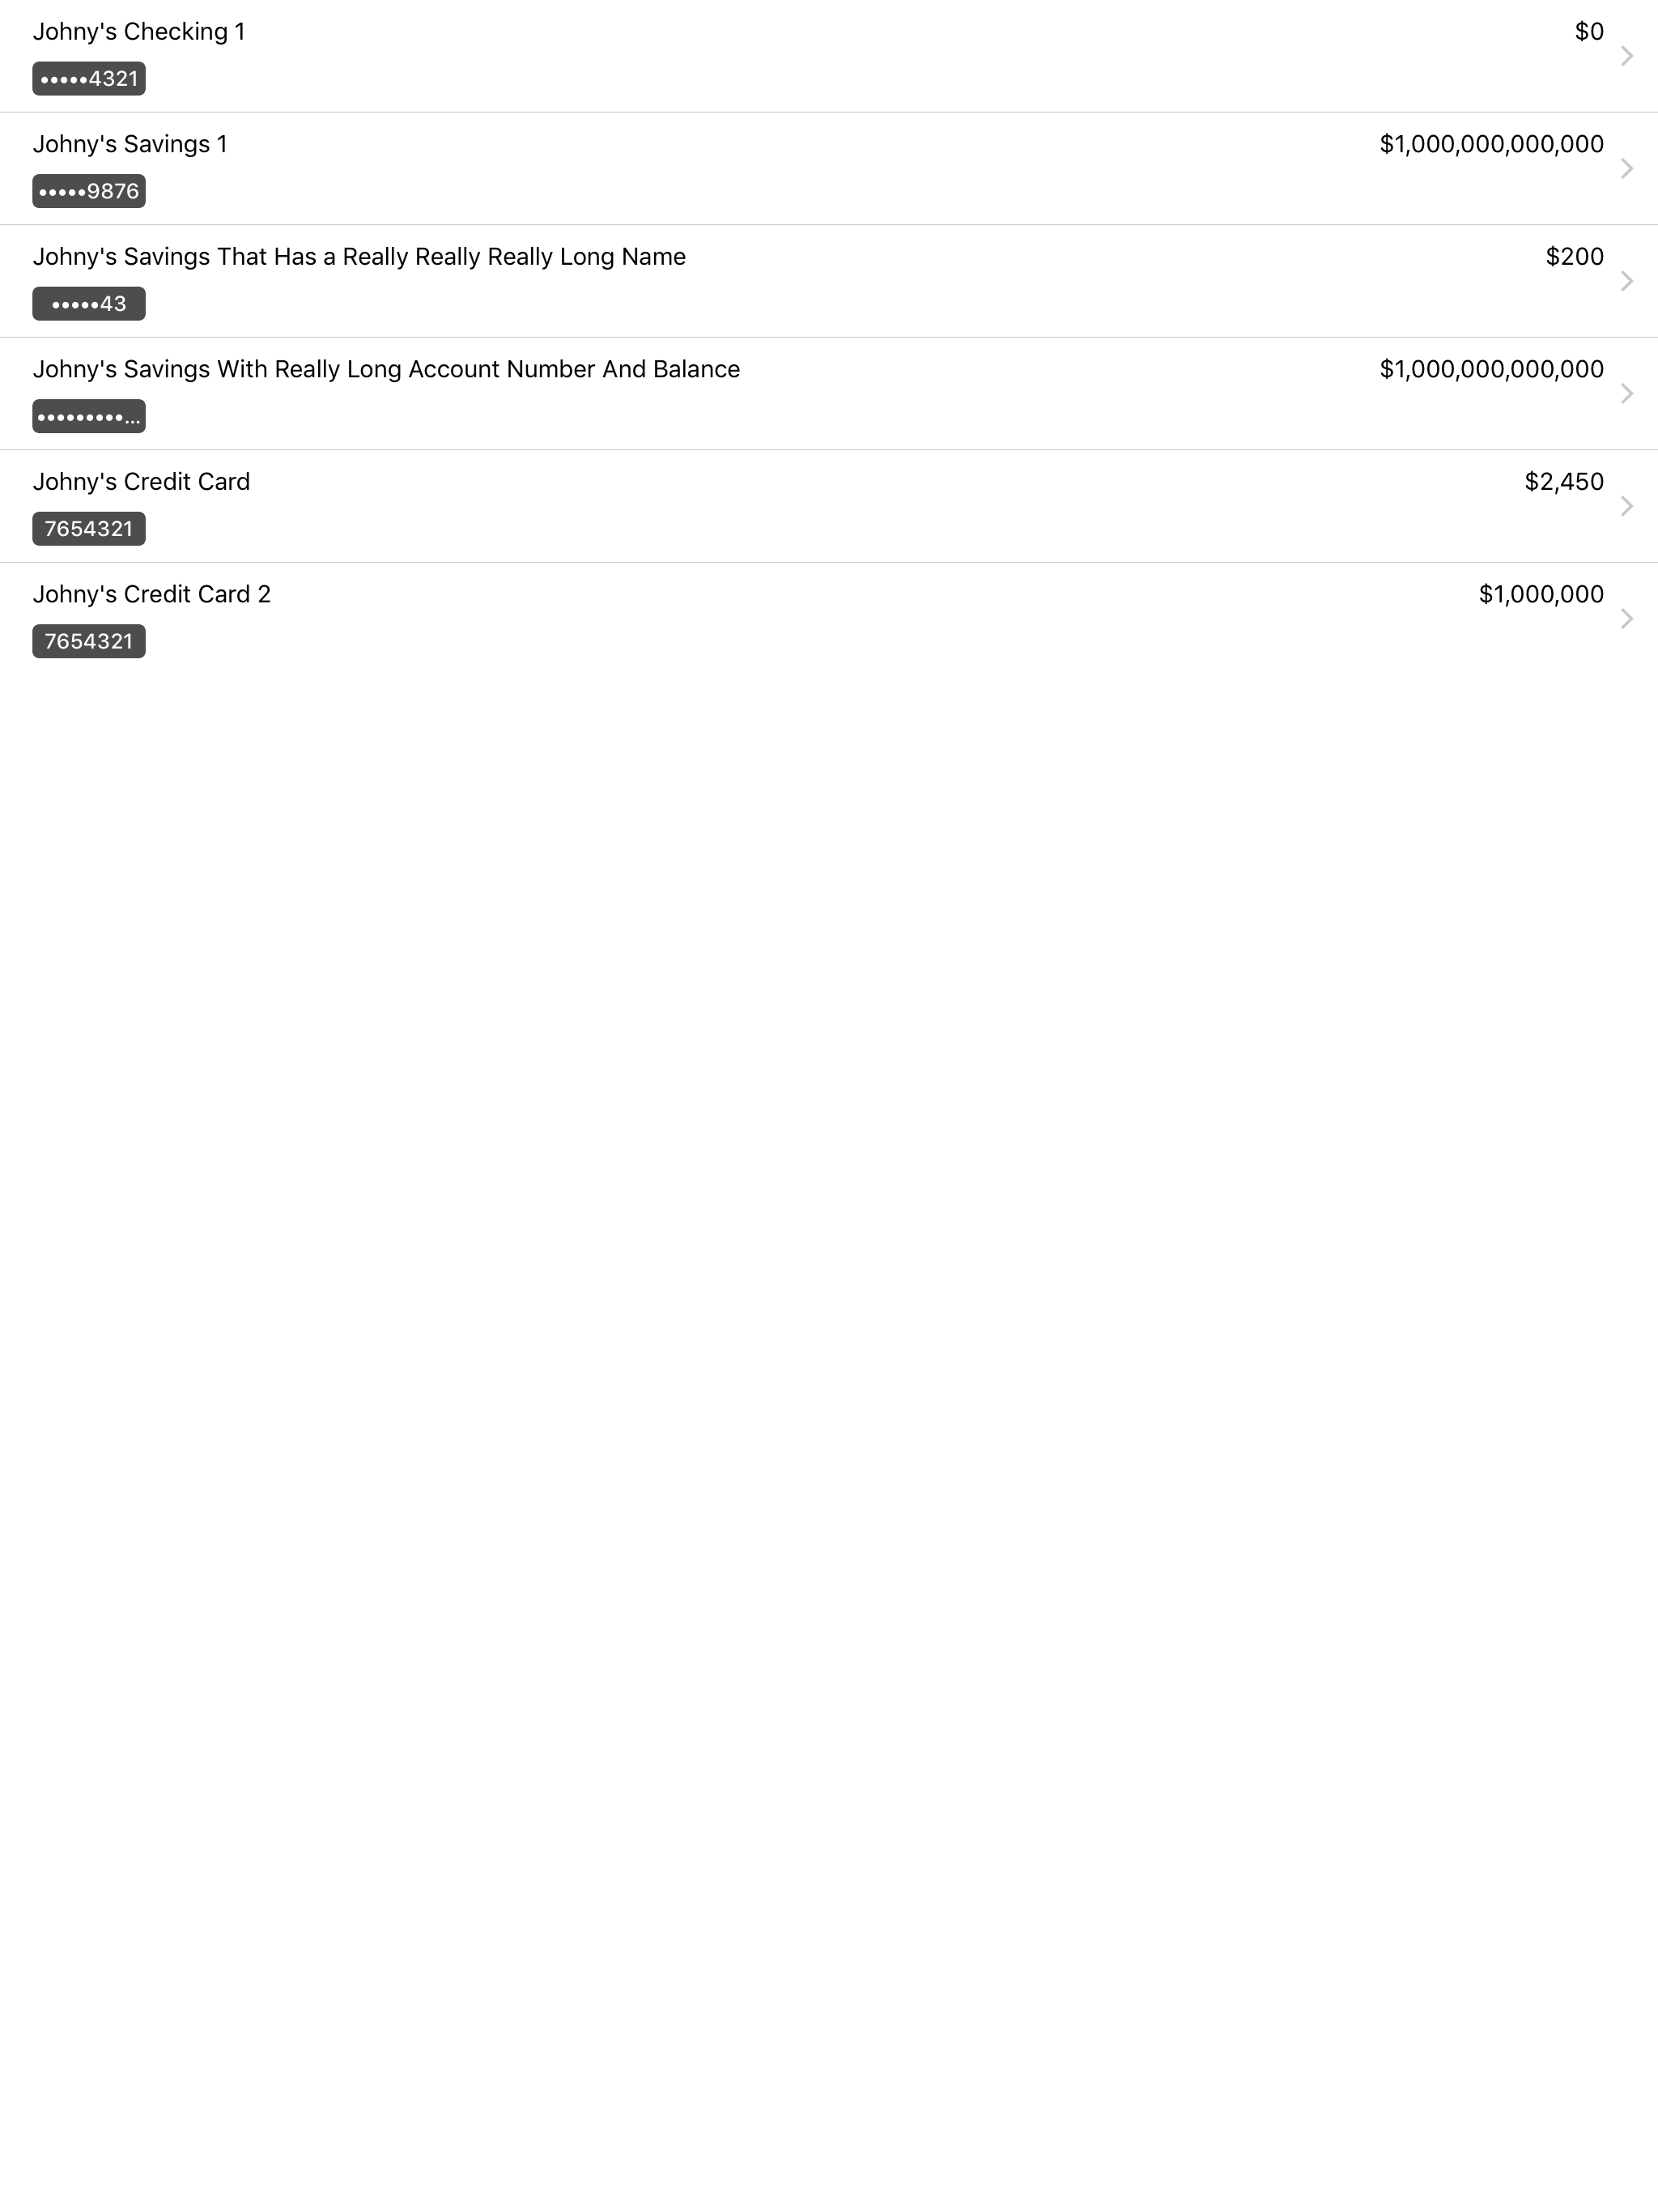 Johny's Checking 1 $0
•••••4321
Johny's Savings 1 $1,000,000,000,000
•••••9876
Johny's Savings That Has a Really Really Really Long Name $200
•••••43
Johny's Savings With Really Long Account Number And Balance $1,000,000,000,000
•••••••••...
Johny's Credit Card $2,450
7654321
Johny's Credit Card 2 $1,000,000
7654321